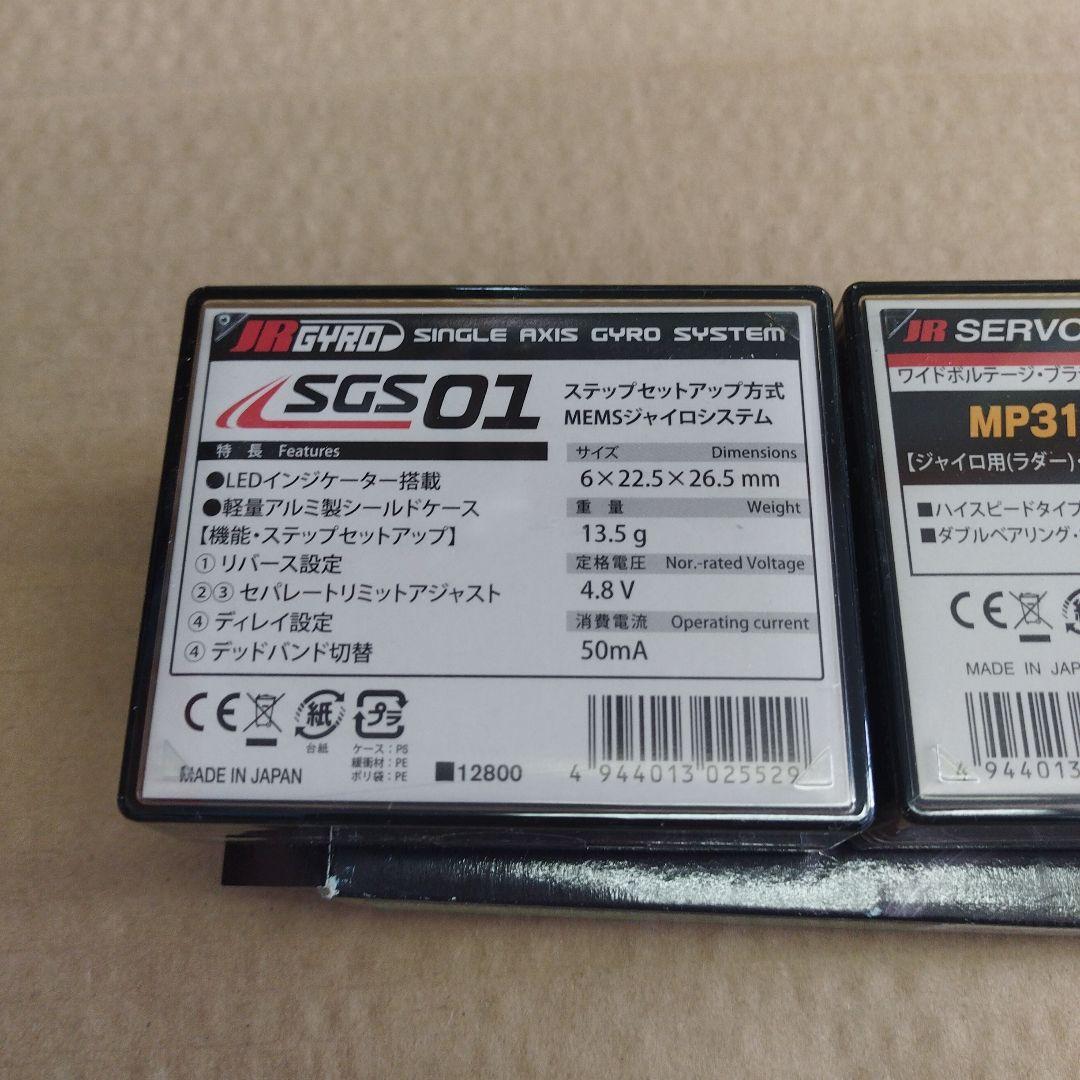 JR GYRO SINGLE AXIS GYRO SYSTEM
SGS01
ステップセットアップ方式
MEMSジャイロシステム
特 長 Features
●LEDインジケーター搭載
●軽量アルミ製シールドケース
【機能・ステップセットアップ】
① リバース設定
②③ セパレートリミットアジャスト
④ ディレイ設定
④ デッドバンド切替
サイズ Dimensions
6×22.5×26.5 mm
重 量 Weight
13.5 g
定格電圧 Nor.-rated Voltage
4.8 V
消費電流 Operating current
50mA
CE
紙
台紙
プラ
ケース：PS
緩衝材：PE
ポリ袋：PE
MADE IN JAPAN
■12800
4 944013 025529
JR SERVO
ワイドボルテージ・ブラ
MP31
【ジャイロ用(ラダー)・
■ハイスピードタイプ
■ダブルベアリング・
CE
MADE IN JAP
4 944013